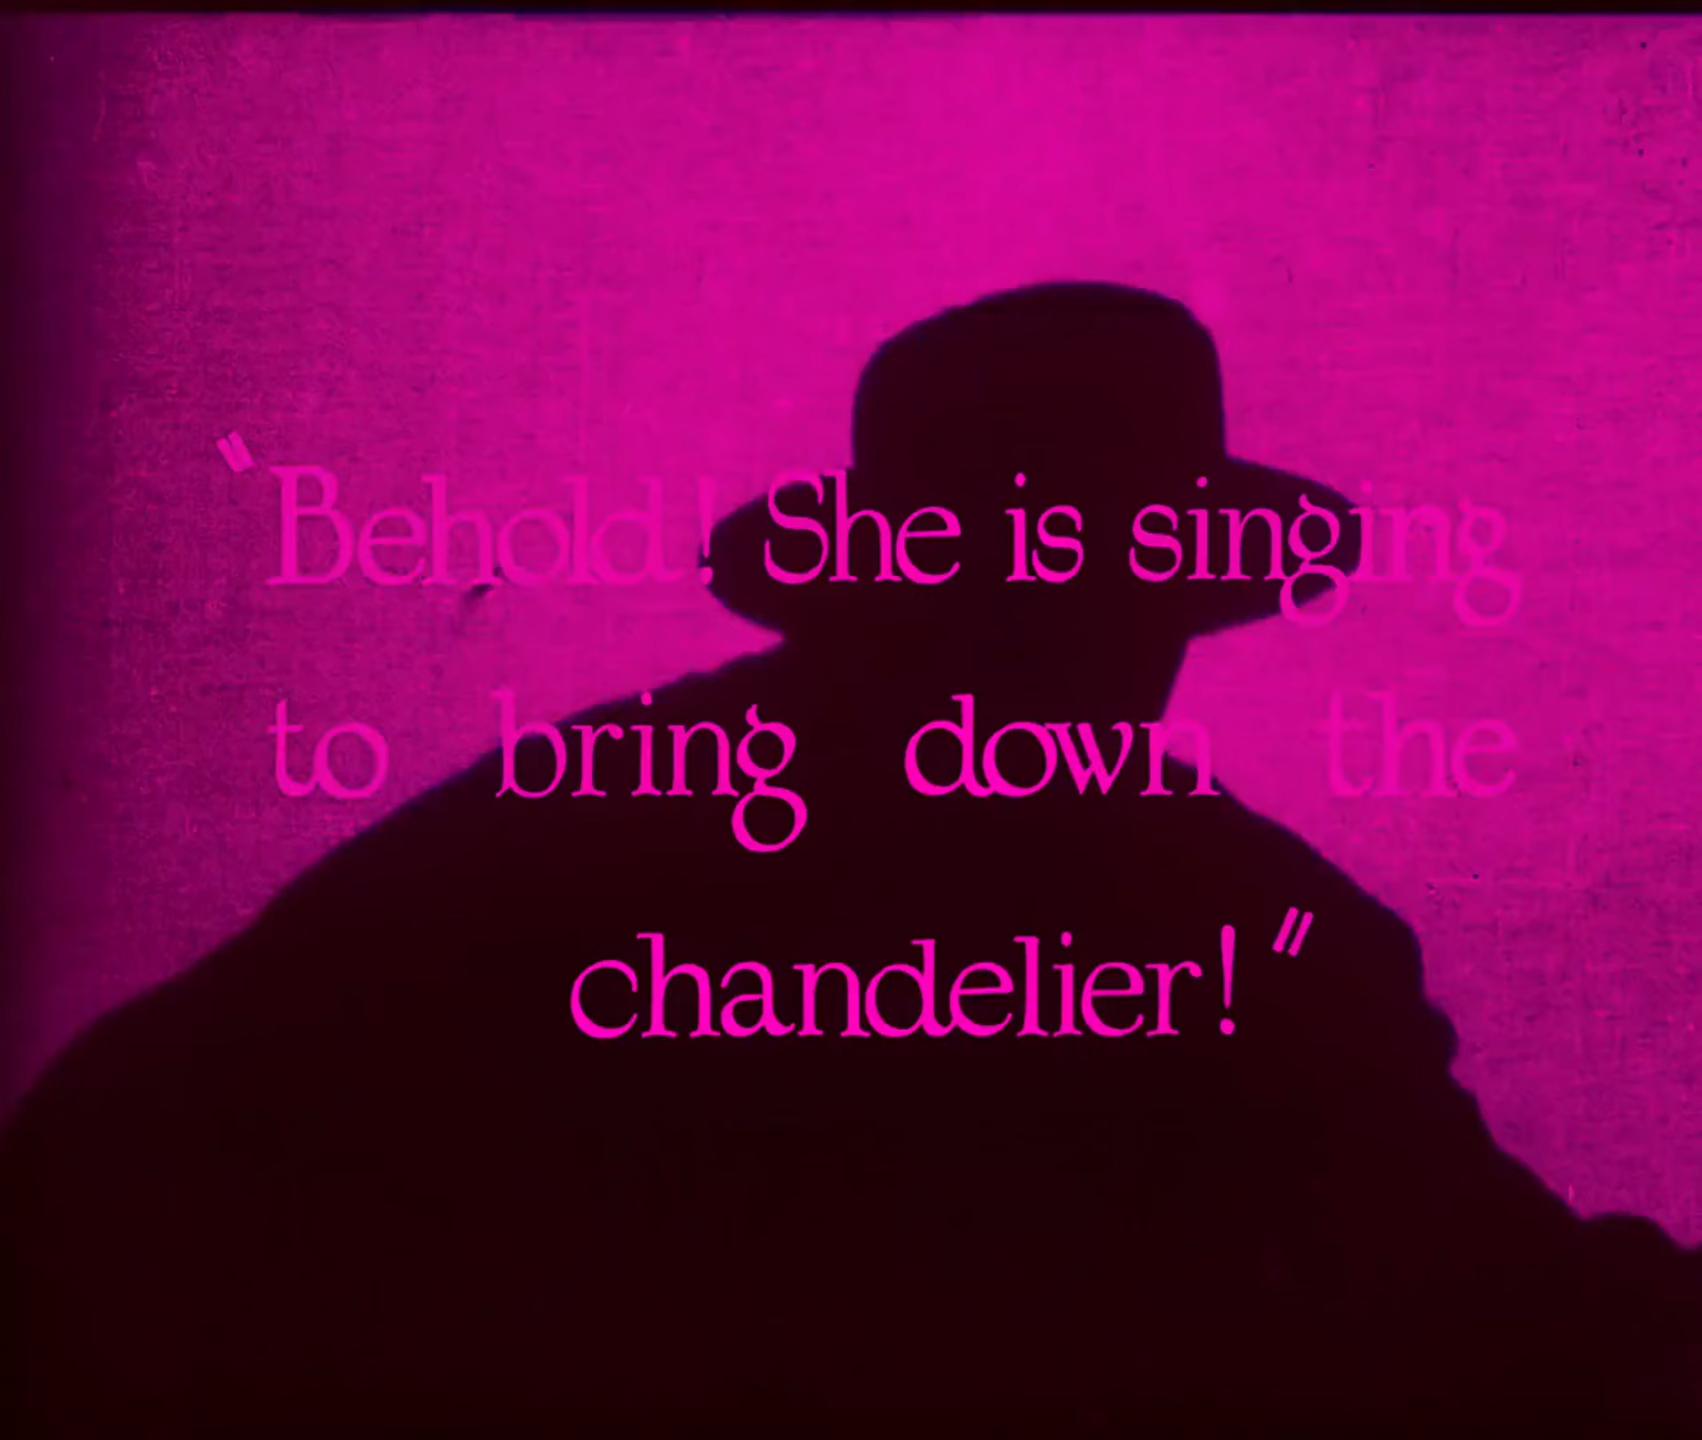 "Behold! She is singing
to bring down the
chandelier!"